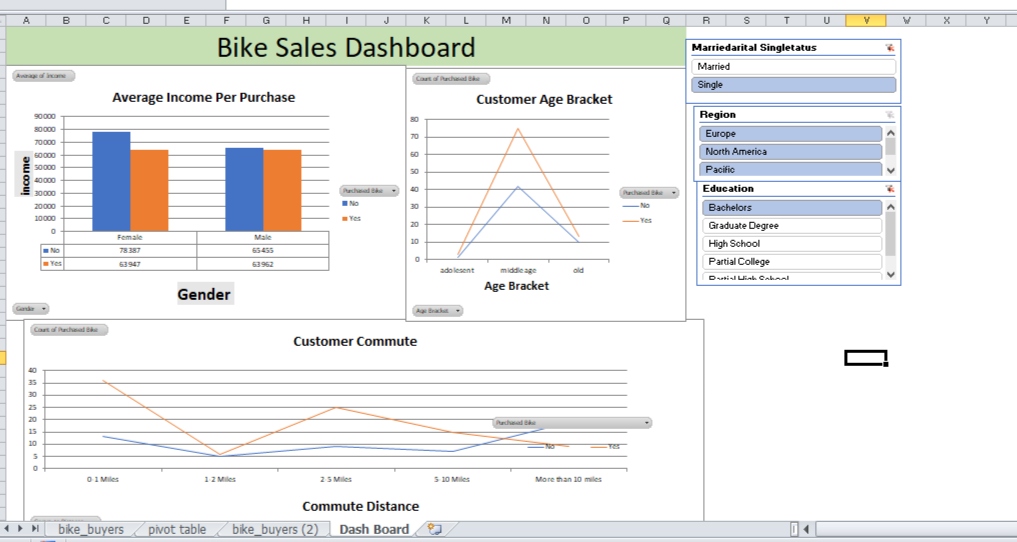 A B C D E F G H I J K L M N O P Q R S T U V W X Y
Bike Sales Dashboard
Average of Income
Average Income Per Purchase
90000
80000
70000
60000
50000
40000
30000
20000
10000
0
income
Female Male
No 78387 65455
Yes 63947 63962
Purchased Bike
No
Yes
Gender
Gender
Count of Purchased Bike
Customer Age Bracket
80
70
60
50
40
30
20
10
0
adolesent middle age old
Purchased Bike
No
Yes
Age Bracket
Age Bracket
Marriedarital Singletatus
Married
Single
Region
Europe
North America
Pacific
Education
Bachelors
Graduate Degree
High School
Partial College
Partial High School
Count of Purchased Bike
Customer Commute
40
35
30
25
20
15
10
5
0
Purchased Bike
No Yes
0-1 Miles 1-2 Miles 2-5 Miles 5-10 Miles More than 10 miles
Commute Distance
bike_buyers pivot table bike_buyers (2) Dash Board